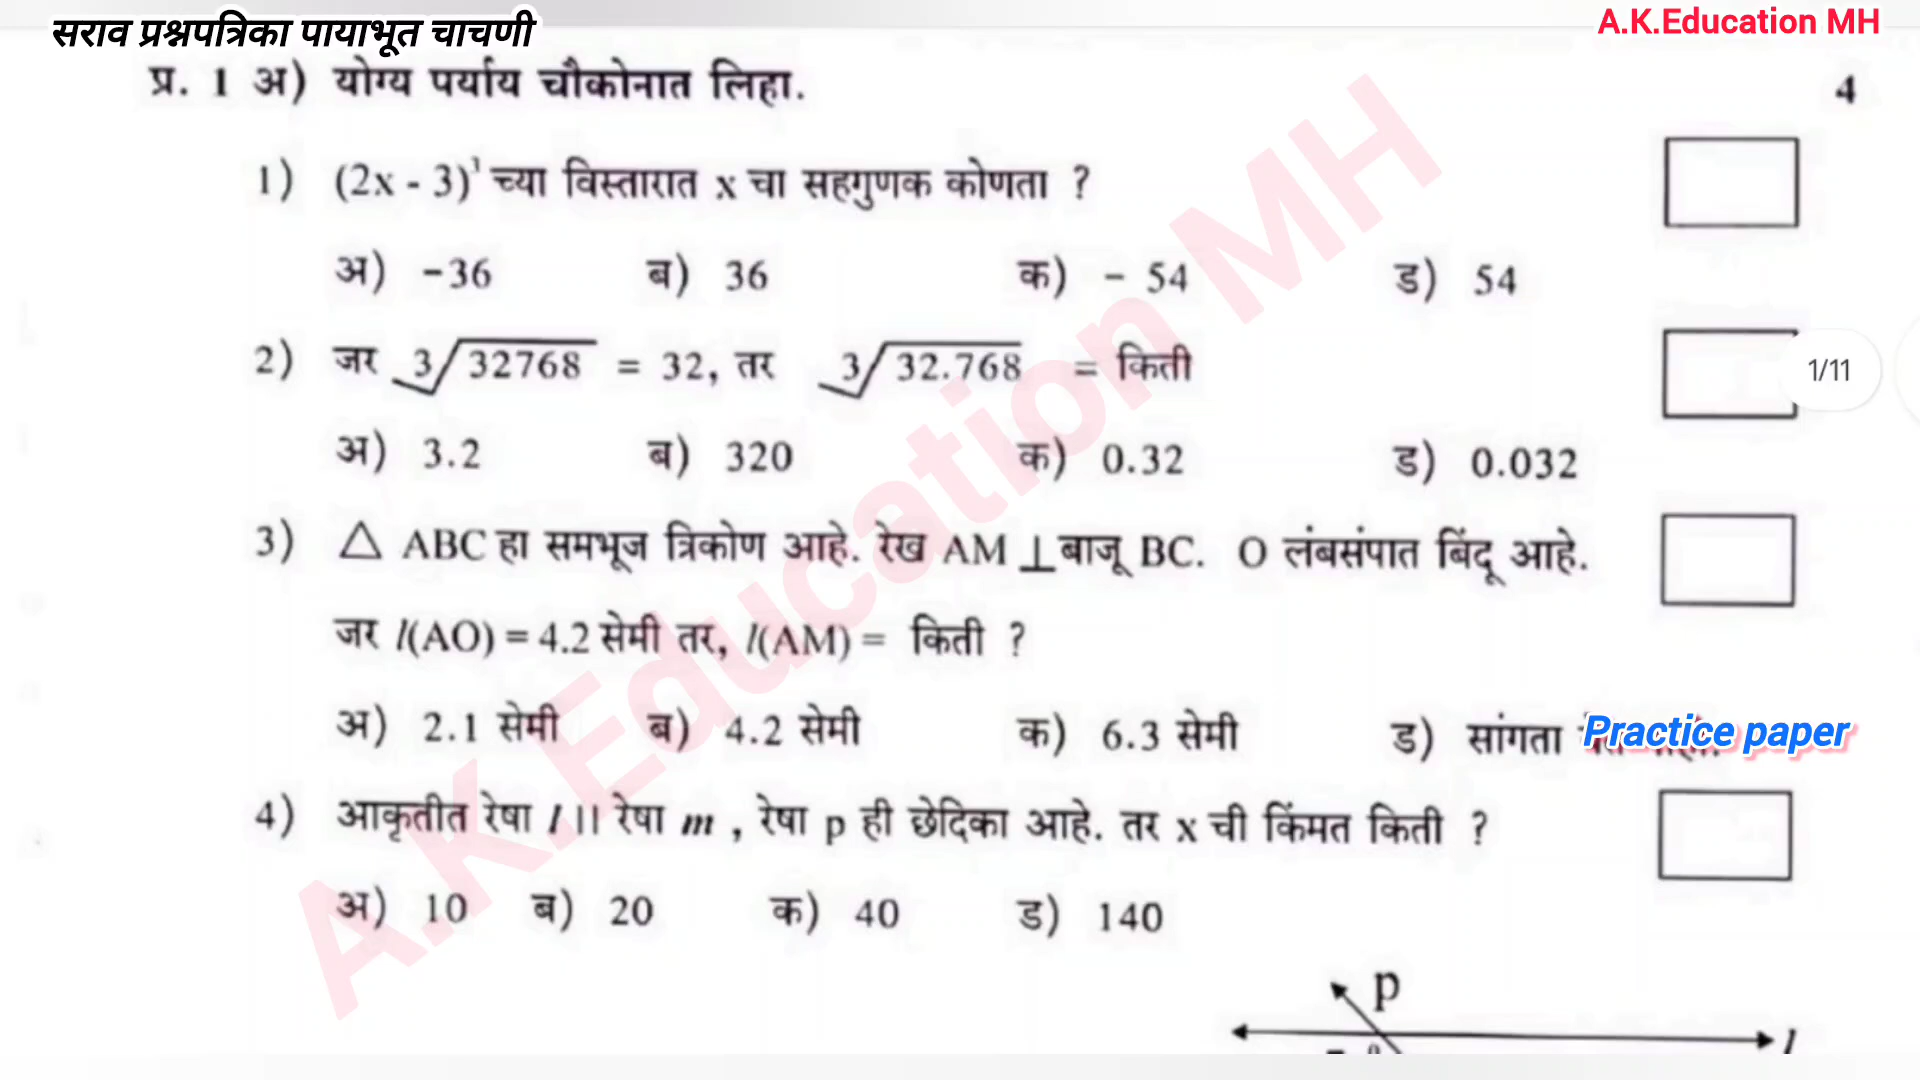 सराव प्रश्नपत्रिका पायाभूत चाचणी
A.K.Education MH
प्र. 1 अ) योग्य पर्याय चौकोनात लिहा. 4
1) (2x - 3)³ च्या विस्तारात x चा सहगुणक कोणता ?
अ) -36 ब) 36 क) - 54 ड) 54
2) जर ∛32768 = 32, तर ∛32.768 = किती
1/11
अ) 3.2 ब) 320 क) 0.32 ड) 0.032
3) △ ABC हा समभूज त्रिकोण आहे. रेख AM ⊥ बाजू BC. O लंबसंपात बिंदू आहे.
जर l(AO) = 4.2 सेमी तर, l(AM) = किती ?
अ) 2.1 सेमी ब) 4.2 सेमी क) 6.3 सेमी ड) सांगता
Practice paper
4) आकृतीत रेषा l || रेषा m , रेषा p ही छेदिका आहे. तर x ची किंमत किती ?
अ) 10 ब) 20 क) 40 ड) 140
p
l
A.K.Education MH